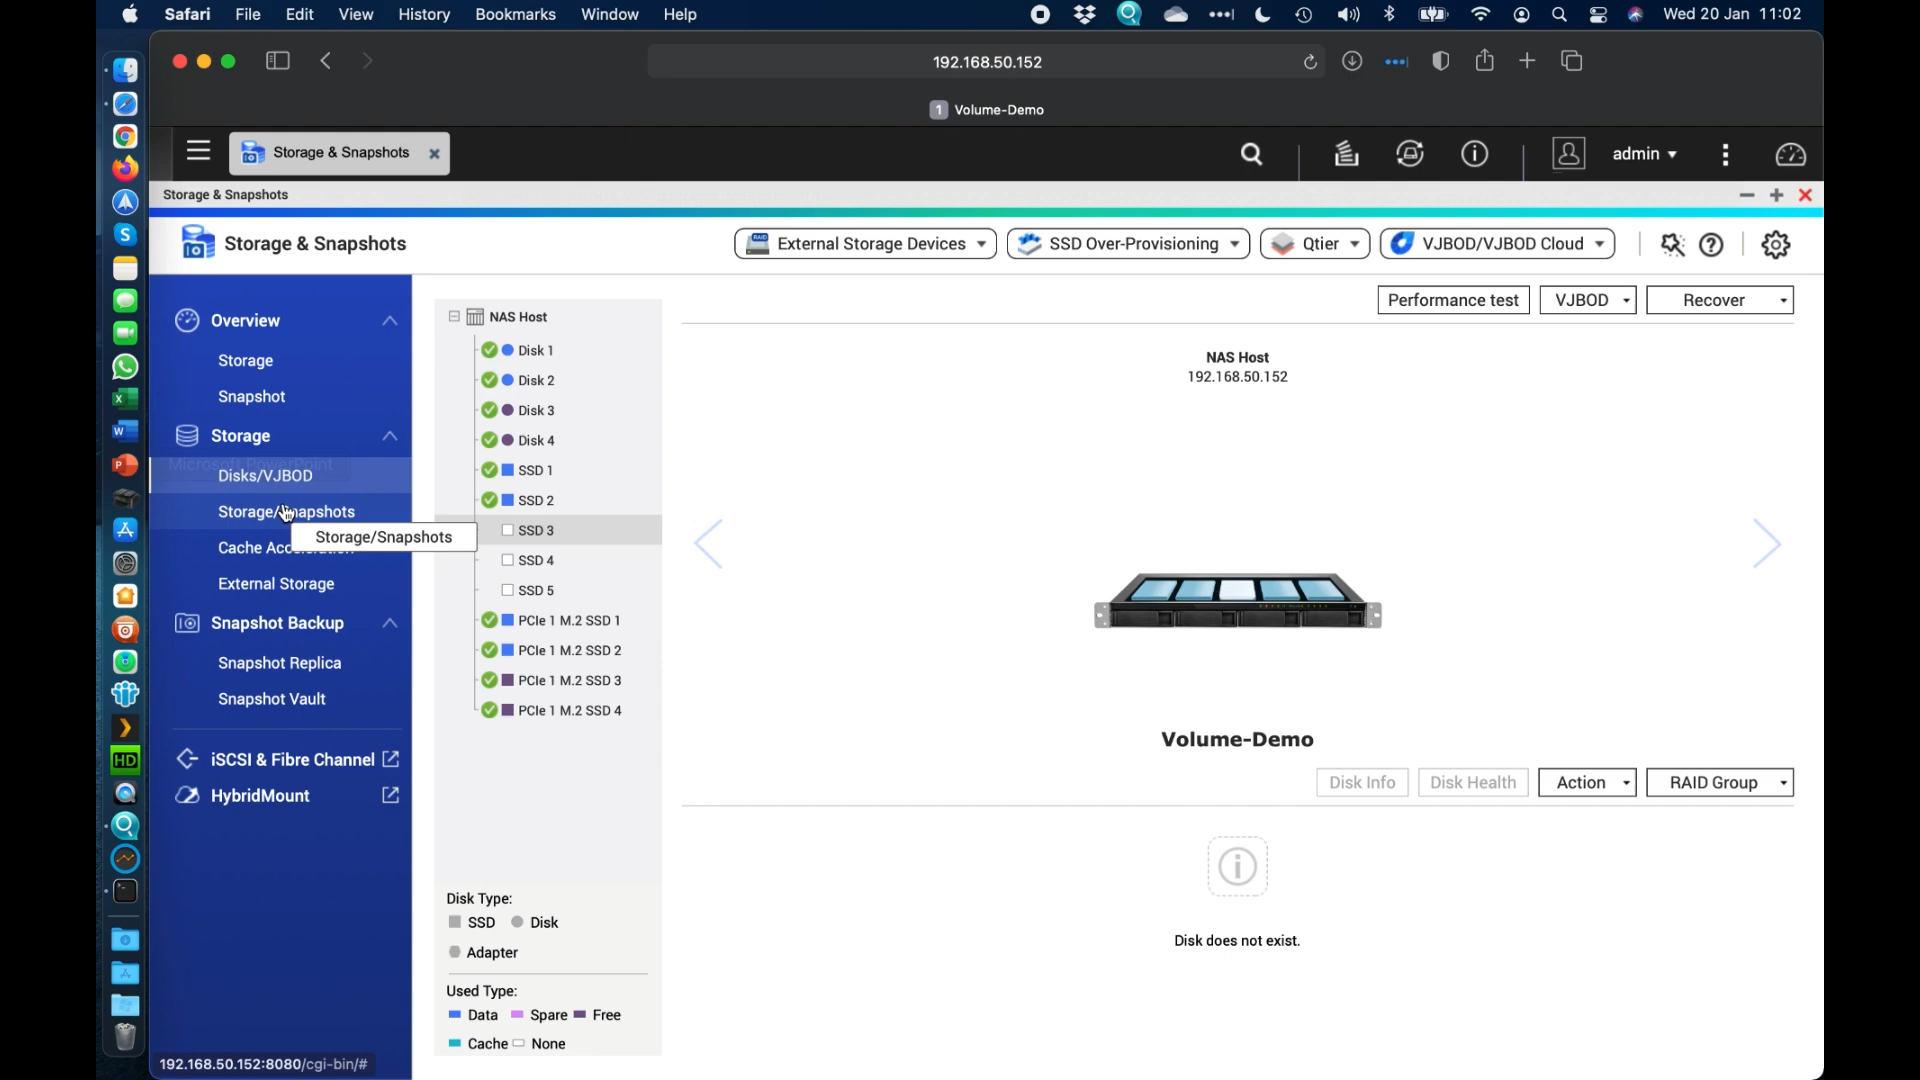 Safari File Edit View History Bookmarks Window Help Wed 20 Jan 11:02
192.168.50.152
1 Volume-Demo
Storage & Snapshots admin
Storage & Snapshots
Storage & Snapshots External Storage Devices SSD Over-Provisioning Qtier VJBOD/VJBOD Cloud
Performance test VJBOD Recover
Overview
Storage
Snapshot
Storage
Disks/VJBOD
Storage/Snapshots
Storage/Snapshots
Cache
External Storage
Snapshot Backup
Snapshot Replica
Snapshot Vault
iSCSI & Fibre Channel
HybridMount
192.168.50.152:8080/cgi-bin/#
NAS Host
Disk 1
Disk 2
Disk 3
Disk 4
SSD 1
SSD 2
SSD 3
SSD 4
SSD 5
PCIe 1 M.2 SSD 1
PCIe 1 M.2 SSD 2
PCIe 1 M.2 SSD 3
PCIe 1 M.2 SSD 4
Disk Type:
SSD Disk
Adapter
Used Type:
Data Spare Free
Cache None
NAS Host
192.168.50.152
Volume-Demo
Disk Info Disk Health Action RAID Group
Disk does not exist.